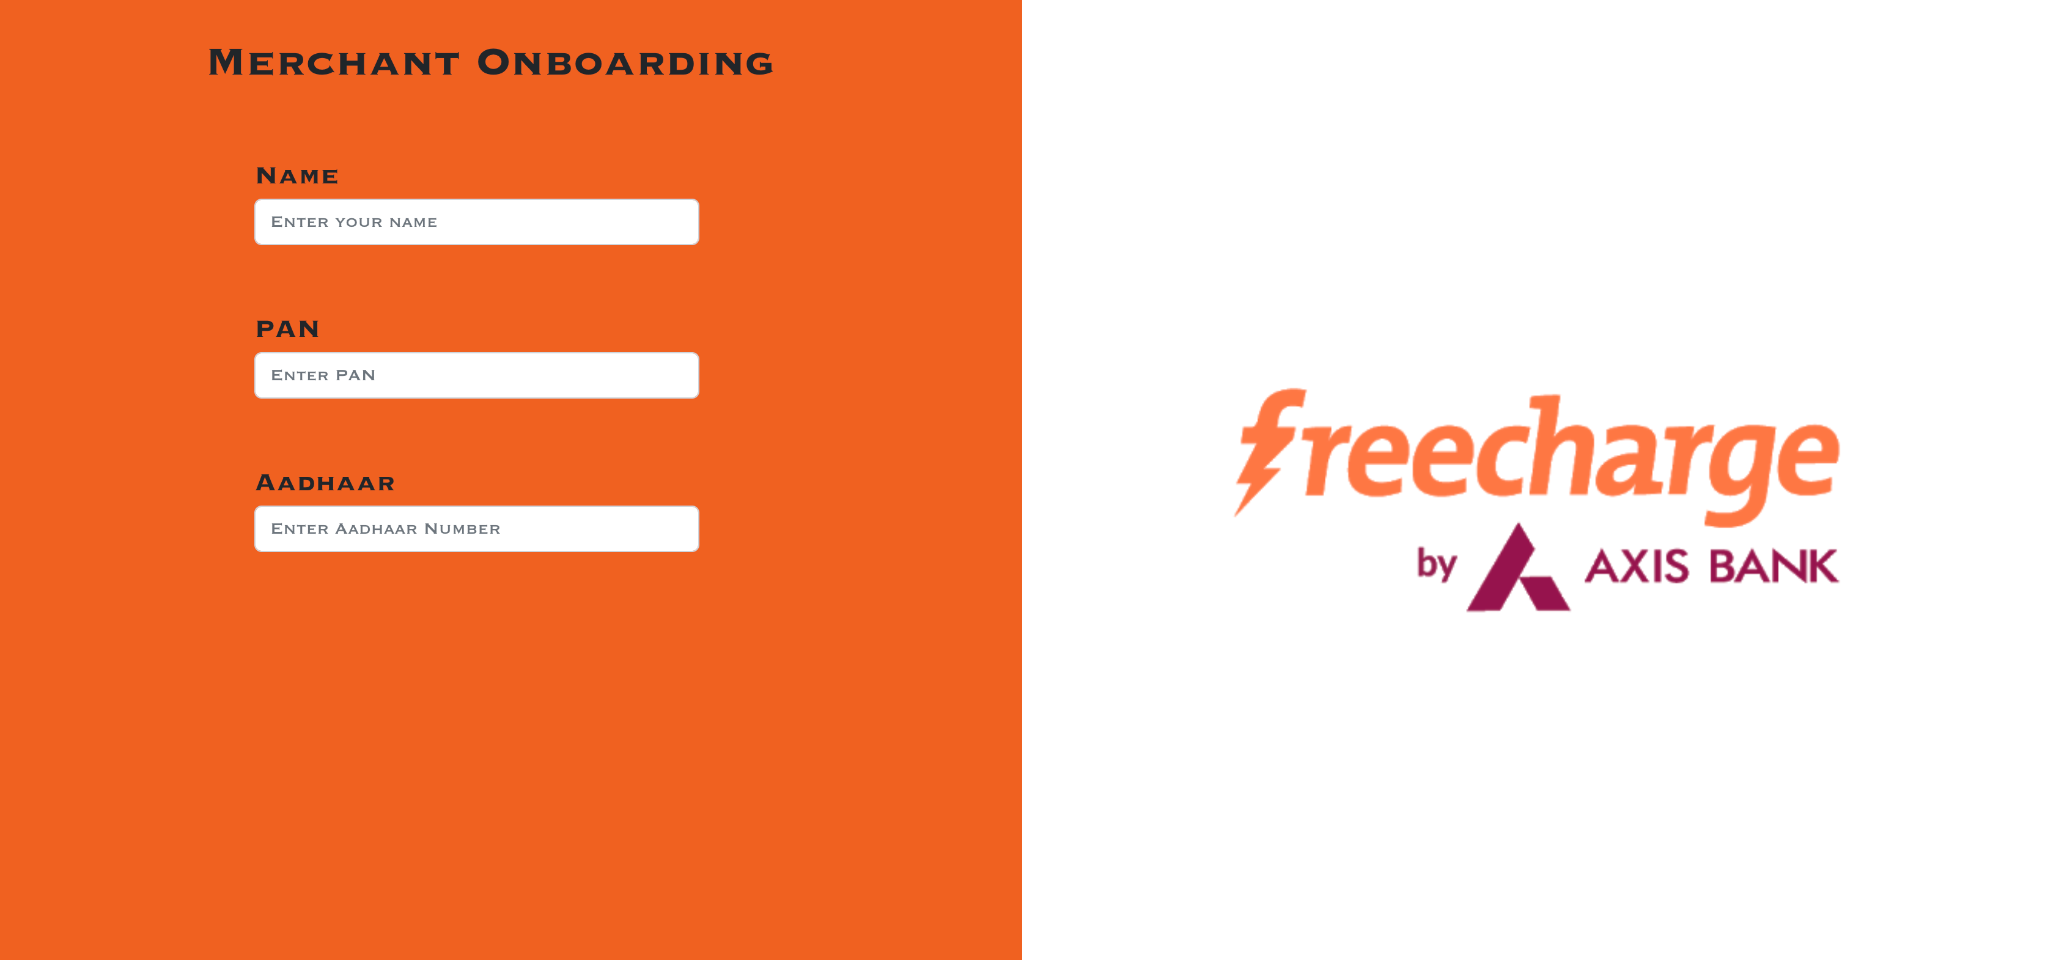 Merchant Onboarding
Name
Enter your name
PAN
Enter PAN
Aadhaar
Enter Aadhaar Number
freecharge
by AXIS BANK